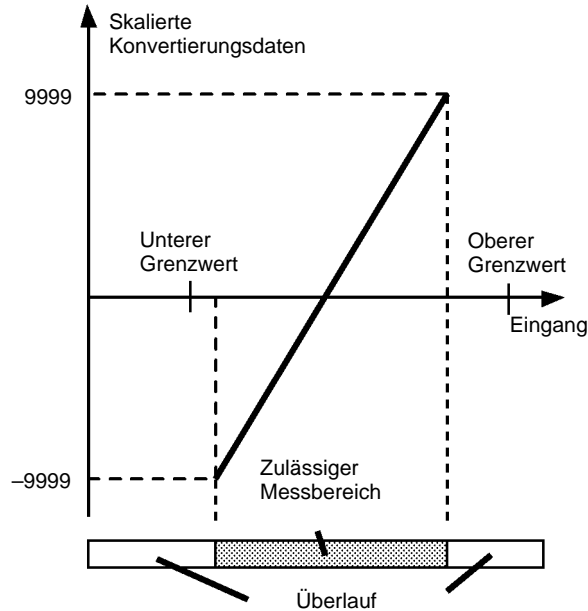 Skalierte
Konvertierungsdaten
9999
Unterer
Grenzwert
Oberer
Grenzwert
Eingang
–9999
Zulässiger
Messbereich
Überlauf